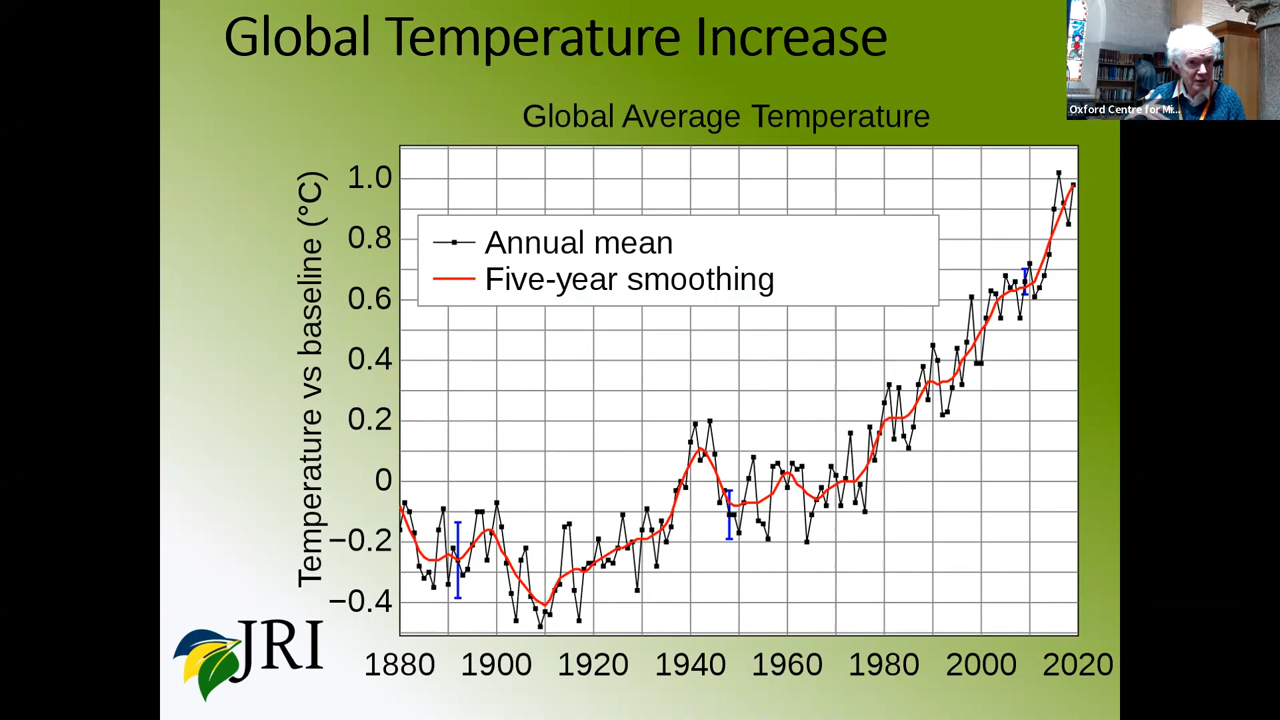 Global Temperature Increase
Oxford Centre for Mi...
Global Average Temperature
Temperature vs baseline (°C)
1.0
0.8
0.6
0.4
0.2
0
−0.2
−0.4
Annual mean
Five-year smoothing
1880 1900 1920 1940 1960 1980 2000 2020
JRI